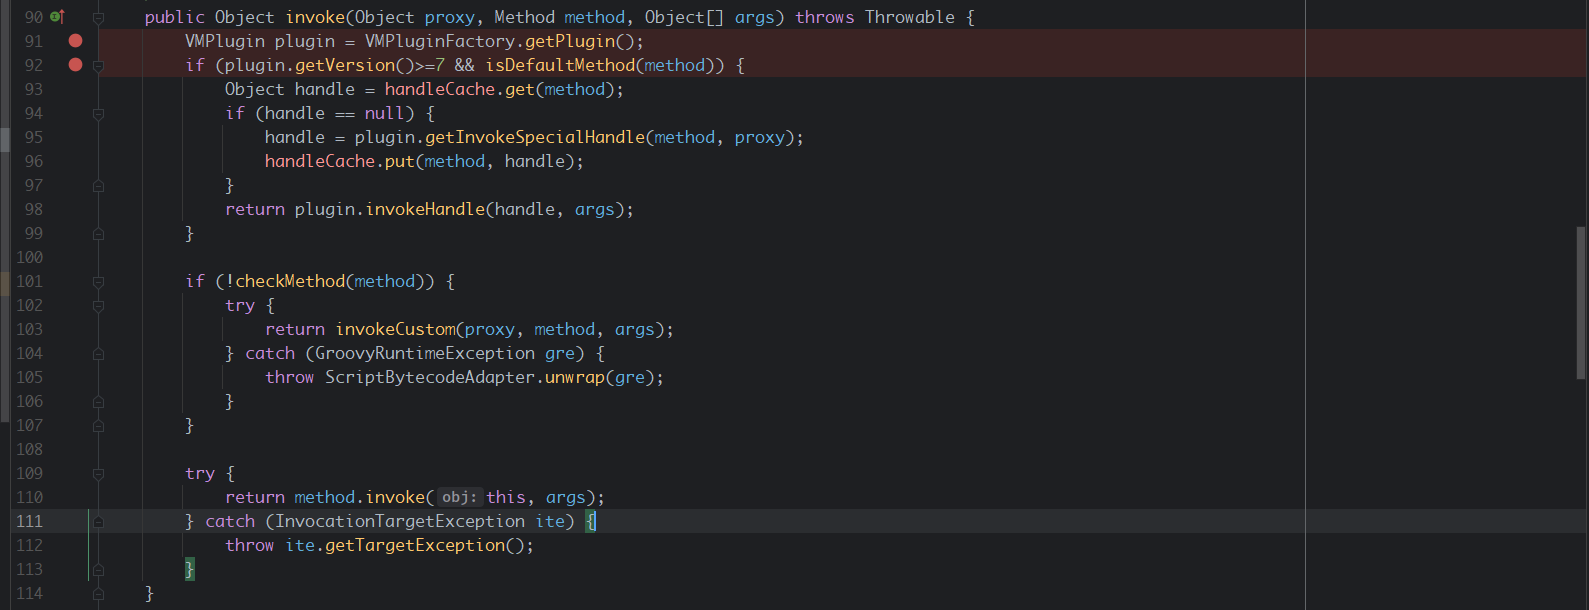 90 public Object invoke(Object proxy, Method method, Object[] args) throws Throwable {
91 VMPlugin plugin = VMPluginFactory.getPlugin();
92 if (plugin.getVersion()>=7 && isDefaultMethod(method)) {
93 Object handle = handleCache.get(method);
94 if (handle == null) {
95 handle = plugin.getInvokeSpecialHandle(method, proxy);
96 handleCache.put(method, handle);
97 }
98 return plugin.invokeHandle(handle, args);
99 }
100
101 if (!checkMethod(method)) {
102 try {
103 return invokeCustom(proxy, method, args);
104 } catch (GroovyRuntimeException gre) {
105 throw ScriptBytecodeAdapter.unwrap(gre);
106 }
107 }
108
109 try {
110 return method.invoke( obj: this, args);
111 } catch (InvocationTargetException ite) {
112 throw ite.getTargetException();
113 }
114 }